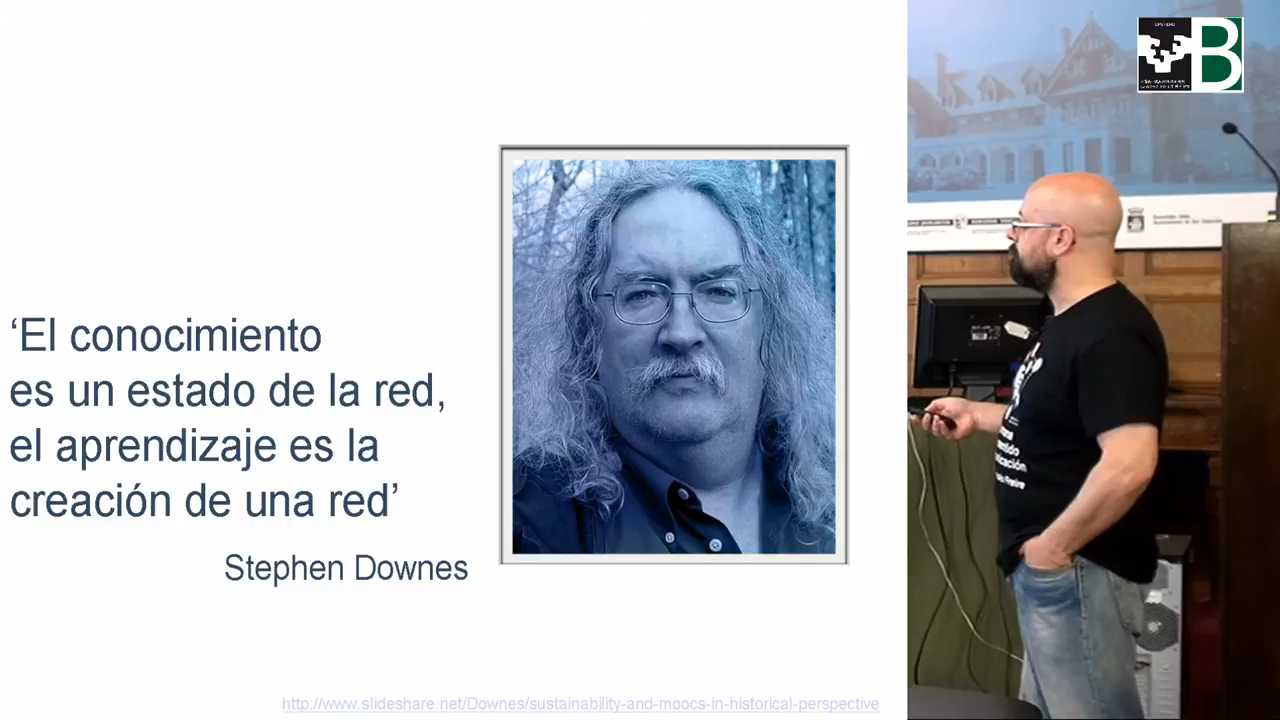 ‘El conocimiento
es un estado de la red,
el aprendizaje es la
creación de una red’
Stephen Downes
http://www.slideshare.net/Downes/sustainability-and-moocs-in-historical-perspective
B